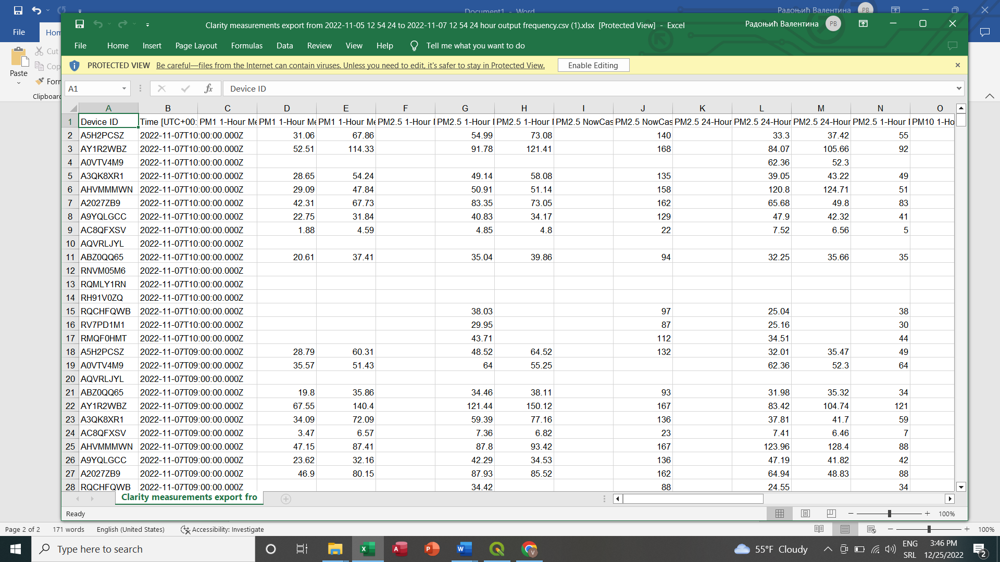 Document1 - Word
Радоњић Валентина
РВ
File
Hom
Paste
Cut
Cop
Forn
Clipboard
Clarity measurements export from 2022-11-05 12 54 24 to 2022-11-07 12 54 24 hour output frequency.csv (1).xlsx [Protected View] - Excel
Радоњић Валентина
РВ
File Home Insert Page Layout Formulas Data Review View Help Tell me what you want to do
PROTECTED VIEW Be careful—files from the Internet can contain viruses. Unless you need to edit, it's safer to stay in Protected View. Enable Editing
A1 fx Device ID
A B C D E F G H I J K L M N O
1 Device ID Time [UTC+00: PM1 1-Hour Me PM1 1-Hour Me PM1 1-Hour Me PM2.5 1-Hour PM2.5 1-Hour PM2.5 1-Hour PM2.5 NowCas PM2.5 NowCas PM2.5 24-Hour PM2.5 24-Hour PM2.5 24-Hour PM2.5 1-Hour PM10 1-Ho
2 A5H2PCSZ 2022-11-07T10:00:00.000Z 31.06 67.86 54.99 73.08 140 33.3 37.42 55
3 AY1R2WBZ 2022-11-07T10:00:00.000Z 52.51 114.33 91.78 121.41 168 84.07 105.66 92
4 A0VTV4M9 2022-11-07T10:00:00.000Z 62.36 52.3
5 A3QK8XR1 2022-11-07T10:00:00.000Z 28.65 54.24 49.14 58.08 135 39.05 43.22 49
6 AHVMMMWN 2022-11-07T10:00:00.000Z 29.09 47.84 50.91 51.14 158 120.8 124.71 51
7 A2027ZB9 2022-11-07T10:00:00.000Z 42.31 67.73 83.35 73.05 162 65.68 49.8 83
8 A9YQLGCC 2022-11-07T10:00:00.000Z 22.75 31.84 40.83 34.17 129 47.9 42.32 41
9 AC8QFXSV 2022-11-07T10:00:00.000Z 1.88 4.59 4.85 4.8 22 7.52 6.56 5
10 AQVRLJYL 2022-11-07T10:00:00.000Z
11 ABZ0QQ65 2022-11-07T10:00:00.000Z 20.61 37.41 35.04 39.86 94 32.25 35.66 35
12 RNVM05M6 2022-11-07T10:00:00.000Z
13 RQMLY1RN 2022-11-07T10:00:00.000Z
14 RH91V0ZQ 2022-11-07T10:00:00.000Z
15 RQCHFQWB 2022-11-07T10:00:00.000Z 38.03 97 25.04 38
16 RV7PD1M1 2022-11-07T10:00:00.000Z 29.95 87 25.16 30
17 RMQF0HMT 2022-11-07T10:00:00.000Z 43.71 112 34.51 44
18 A5H2PCSZ 2022-11-07T09:00:00.000Z 28.79 60.31 48.52 64.52 132 32.01 35.47 49
19 A0VTV4M9 2022-11-07T09:00:00.000Z 35.57 51.43 64 55.25 62.36 52.3 64
20 AQVRLJYL 2022-11-07T09:00:00.000Z
21 ABZ0QQ65 2022-11-07T09:00:00.000Z 19.8 35.86 34.46 38.11 93 31.98 35.32 34
22 AY1R2WBZ 2022-11-07T09:00:00.000Z 67.55 140.4 121.44 150.12 167 83.42 104.74 121
23 A3QK8XR1 2022-11-07T09:00:00.000Z 34.09 72.09 59.39 77.16 136 37.81 41.7 59
24 AC8QFXSV 2022-11-07T09:00:00.000Z 3.47 6.57 7.36 6.82 23 7.41 6.46 7
25 AHVMMMWN 2022-11-07T09:00:00.000Z 47.15 87.41 87.8 93.42 167 123.96 128.4 88
26 A9YQLGCC 2022-11-07T09:00:00.000Z 23.62 32.16 42.29 34.53 136 47.19 41.82 42
27 A2027ZB9 2022-11-07T09:00:00.000Z 46.9 80.15 87.93 85.52 162 64.94 48.83 88
28 RQCHFQWB 2022-11-07T09:00:00.000Z 34.42 88 24.55 34
Clarity measurements export fro
Ready 100%
Page 2 of 2 171 words English (United States) Accessibility: Investigate 100%
Type here to search
55°F Cloudy
ENG
SRL
3:46 PM
12/25/2022
2